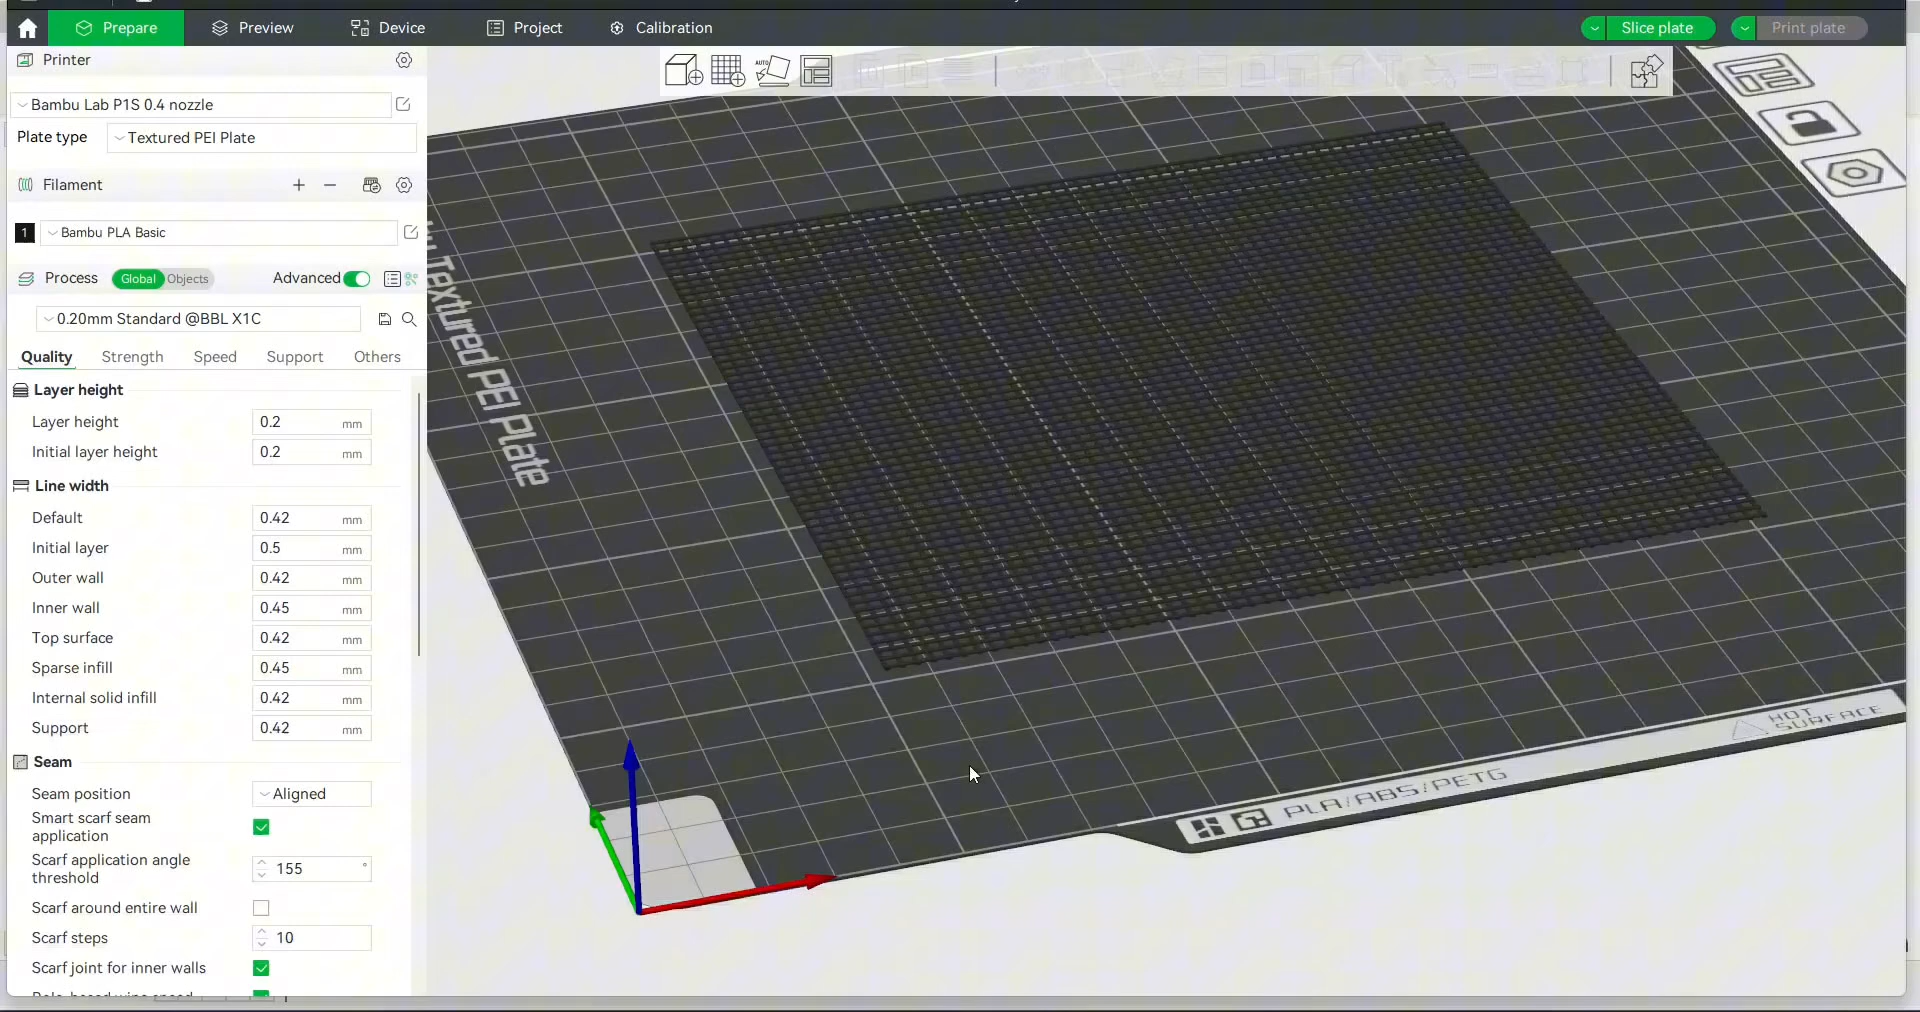 Prepare
Preview
Device
Project
Calibration
Slice plate
Print plate
Printer
Bambu Lab P1S 0.4 nozzle
Plate type
Textured PEI Plate
Filament
1
Bambu PLA Basic
Process
Global
Objects
Advanced
0.20mm Standard @BBL X1C
Quality
Strength
Speed
Support
Others
Layer height
Layer height 0.2 mm
Initial layer height 0.2 mm
Line width
Default 0.42 mm
Initial layer 0.5 mm
Outer wall 0.42 mm
Inner wall 0.45 mm
Top surface 0.42 mm
Sparse infill 0.45 mm
Internal solid infill 0.42 mm
Support 0.42 mm
Seam
Seam position Aligned
Smart scarf seam
application
Scarf application angle
threshold 155 °
Scarf around entire wall
Scarf steps 10
Scarf joint for inner walls
AUTO
Textured PEI Plate
PLA/ABS/PETG
HOT
SURFACE